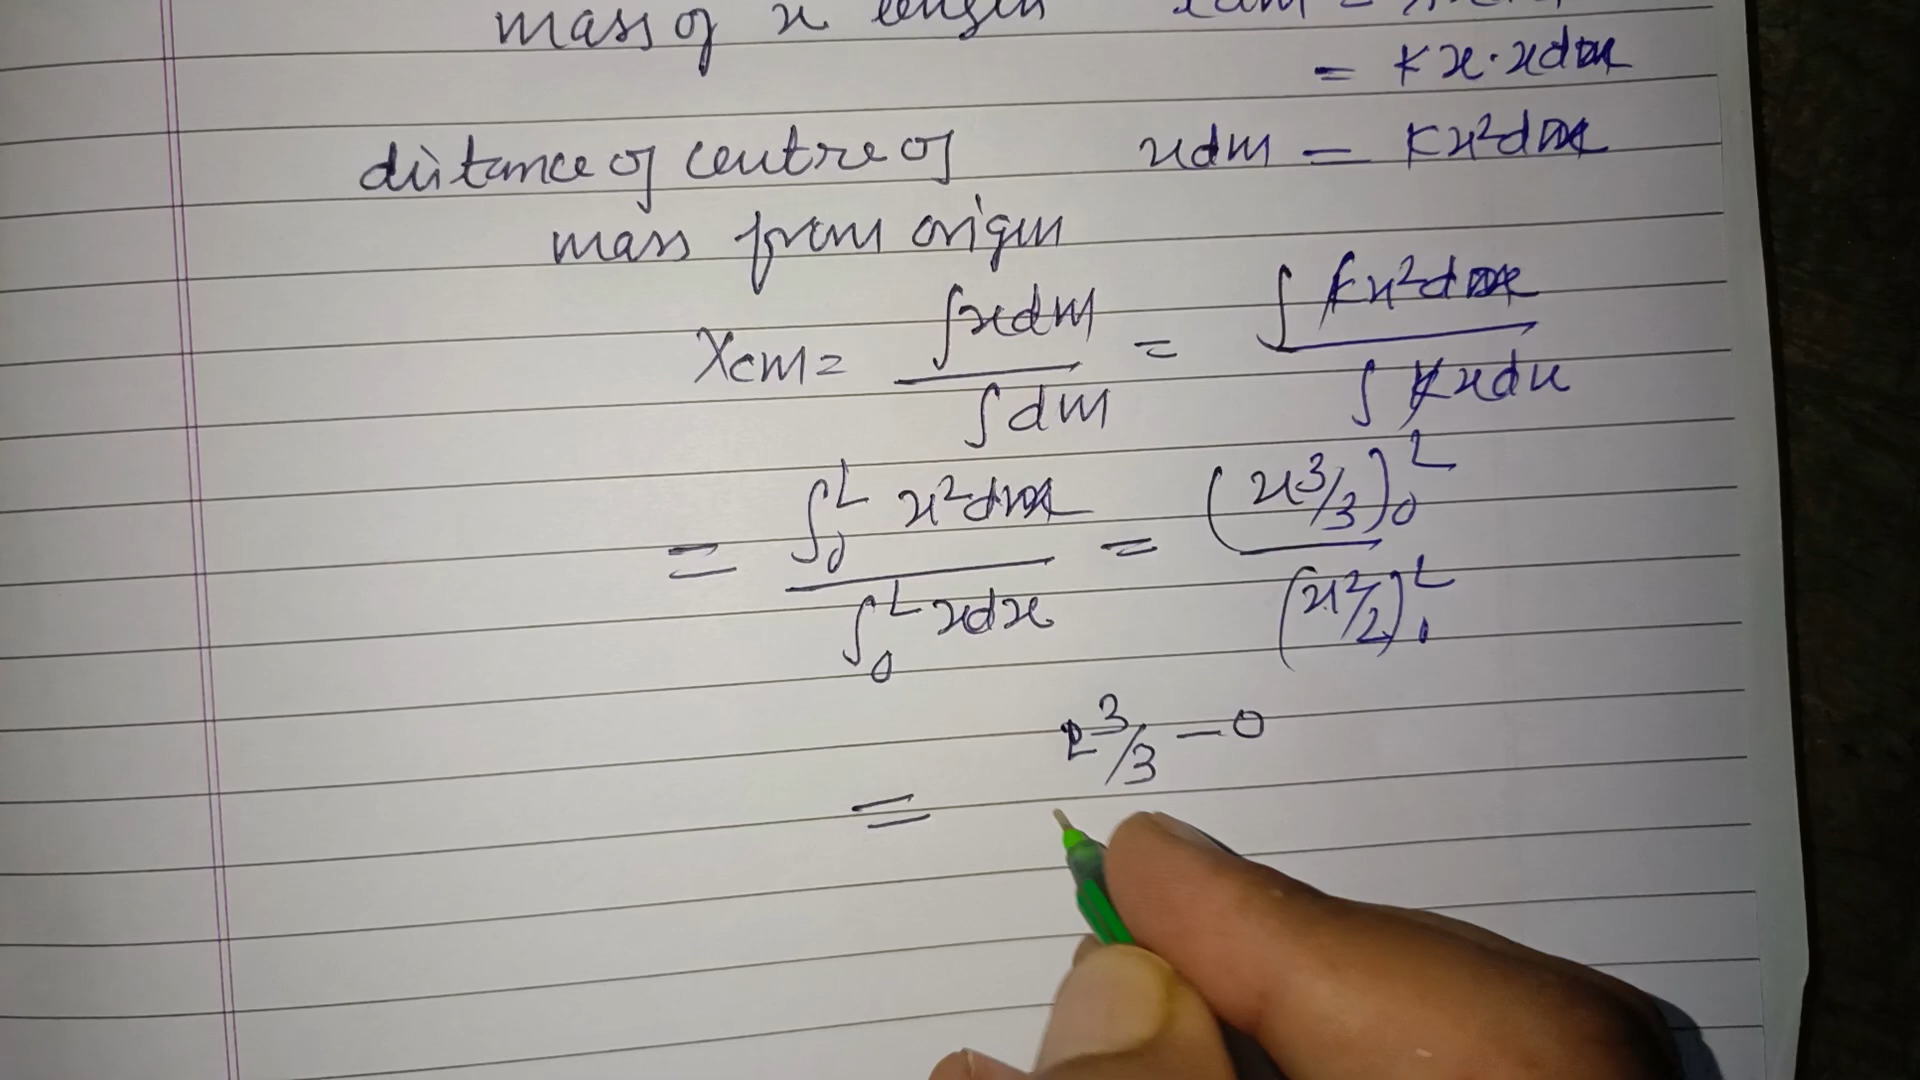 mass of x length
= kx·xdx
distance of centre of xdm = kx²dx
mass from origin
Xcm = ∫xdm / ∫dm = ∫kx²dx / ∫kxdx
= ∫₀ᴸ x²dx / ∫₀ᴸ xdx = (x³/3)₀ᴸ / (x²/2)₀ᴸ
= L³/3 − 0